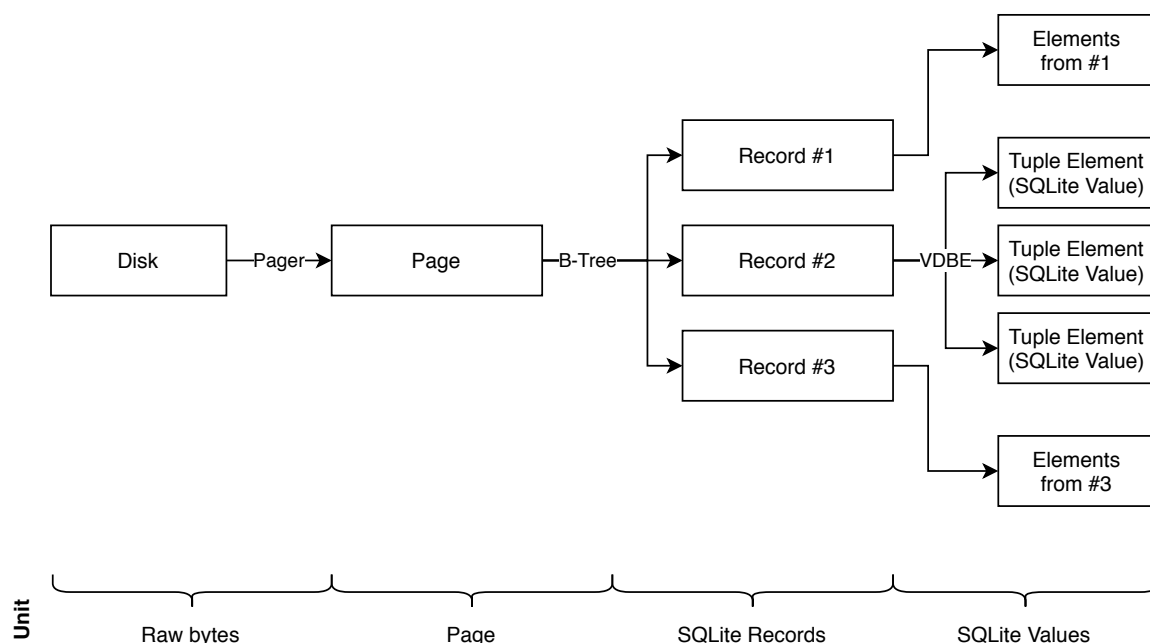 Elements
from #1
Record #1
Tuple Element
(SQLite Value)
Disk
Pager
Page
B-Tree
Record #2
VDBE
Tuple Element
(SQLite Value)
Record #3
Tuple Element
(SQLite Value)
Elements
from #3
Unit
Raw bytes
Page
SQLite Records
SQLite Values